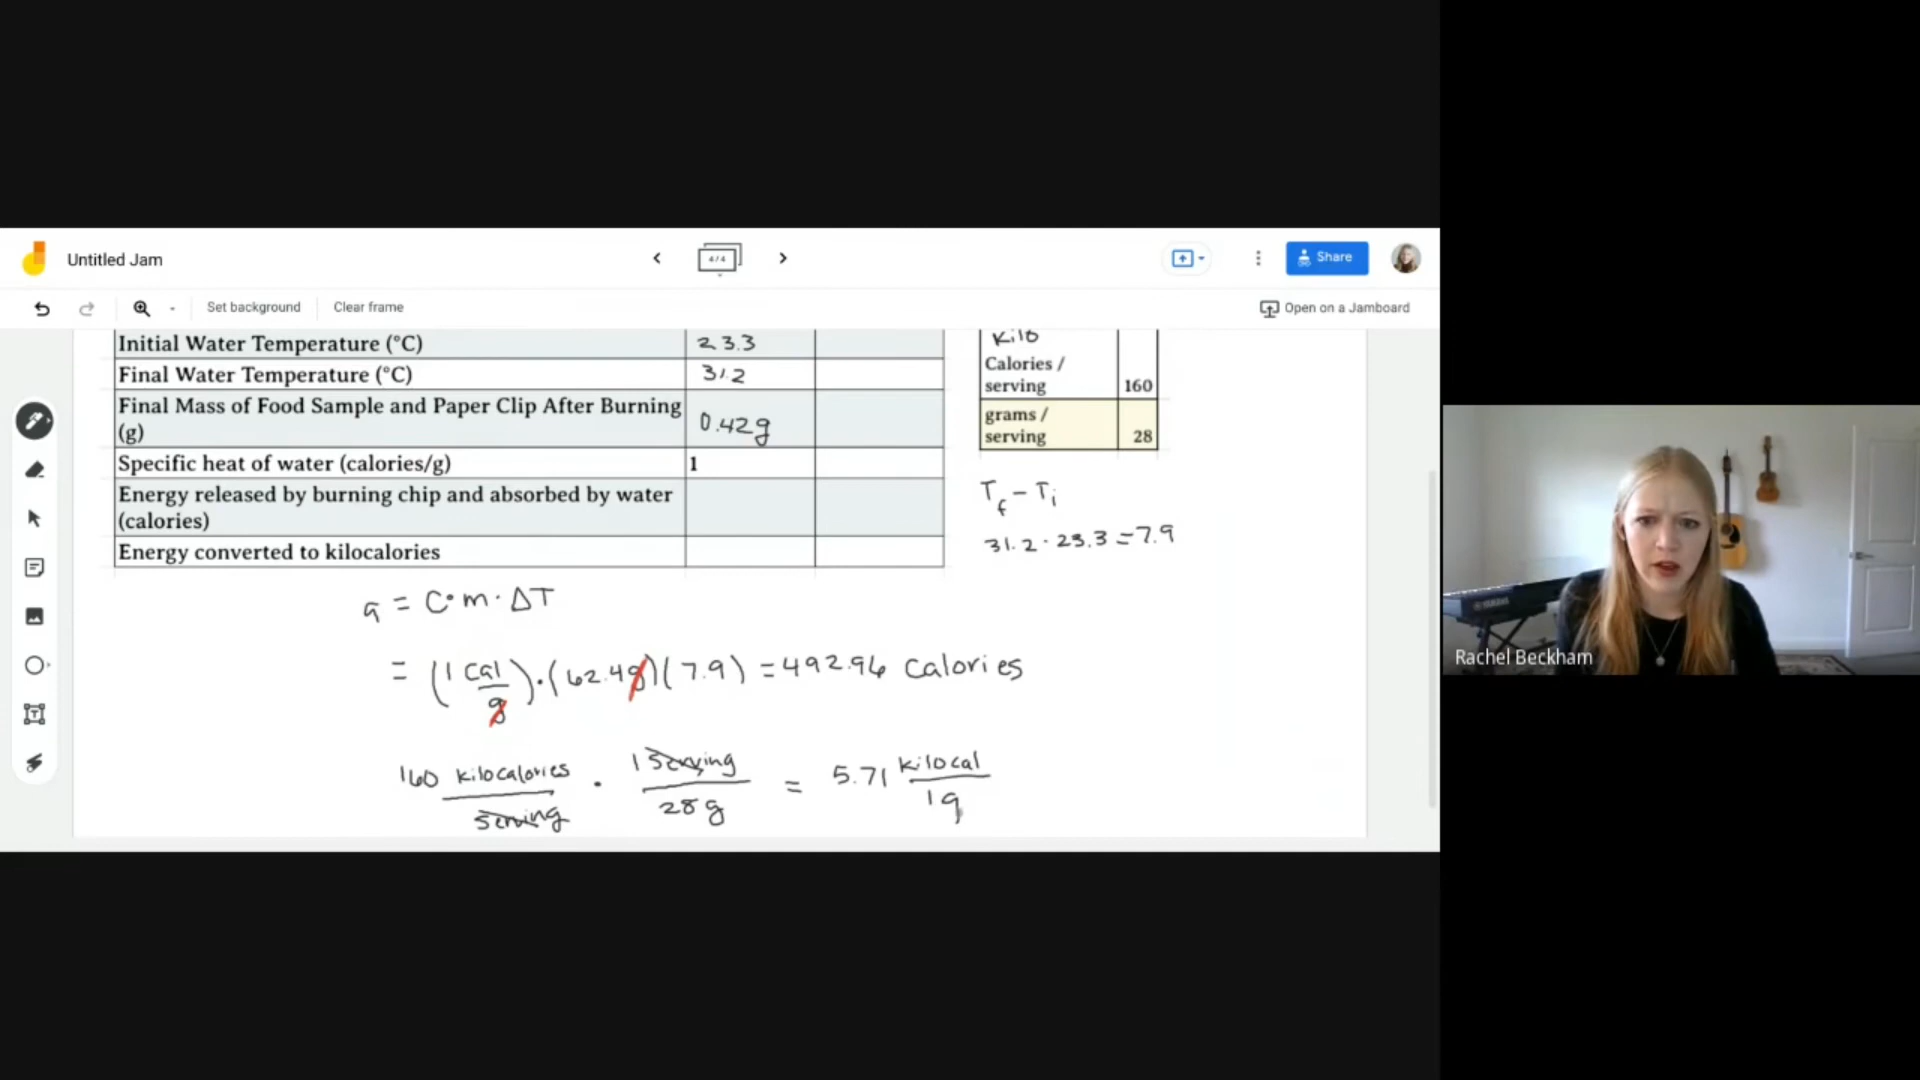 Untitled Jam
4/4
Share
Set background
Clear frame
Open on a Jamboard
Initial Water Temperature (°C) 23.3
Final Water Temperature (°C) 31.2
Final Mass of Food Sample and Paper Clip After Burning (g) 0.42g
Specific heat of water (calories/g) 1
Energy released by burning chip and absorbed by water (calories)
Energy converted to kilocalories
Kilo
Calories / serving 160
grams / serving 28
Tf - Ti
31.2 - 23.3 = 7.9
q = C·m·ΔT
= (1 cal/g)·(62.4g)(7.9) = 492.96 Calories
160 kilocalories/serving · 1 serving/28g = 5.71 kilocal/1g
YAMAHA
Rachel Beckham